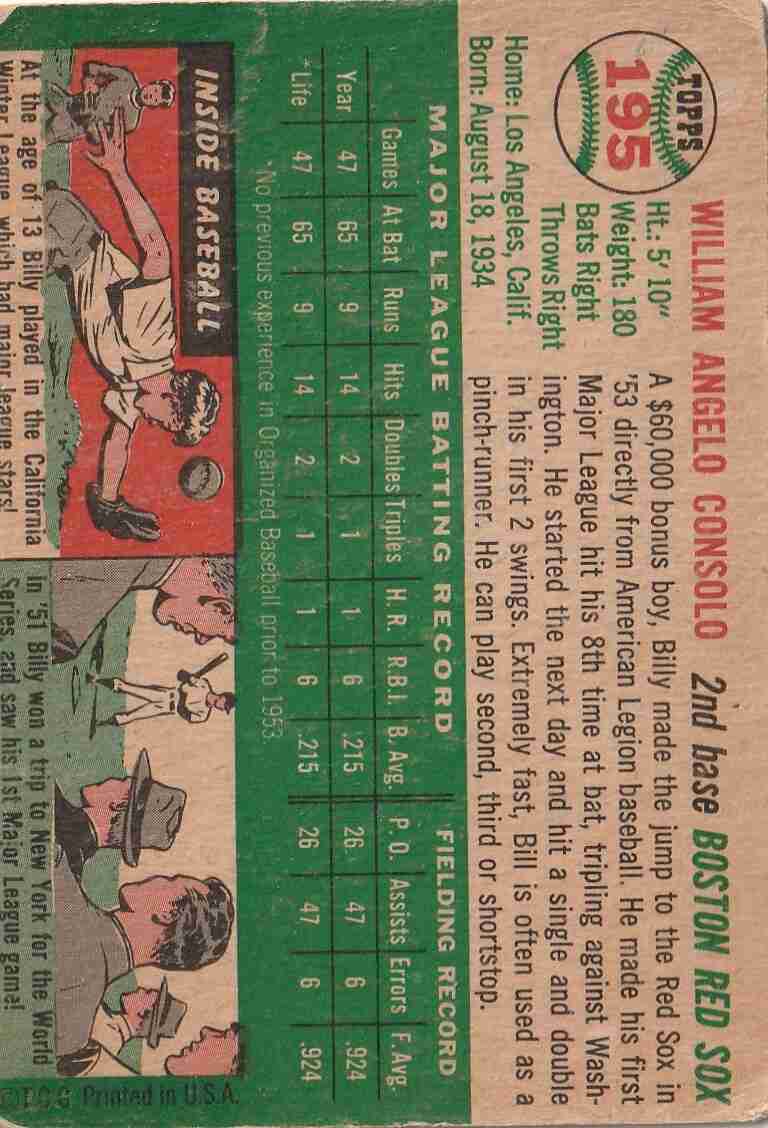 TOPPS
195
WILLIAM ANGELO CONSOLO 2nd base BOSTON RED SOX
Ht.: 5' 10"
Weight: 180
Bats Right
Throws Right
Home: Los Angeles, Calif.
Born: August 18, 1934
A $60,000 bonus boy, Billy made the jump to the Red Sox in
'53 directly from American Legion baseball. He made his first
Major League hit his 8th time at bat, tripling against Wash-
ington. He started the next day and hit a single and double
in his first 2 swings. Extremely fast, Bill is often used as a
pinch-runner. He can play second, third or shortstop.
MAJOR LEAGUE BATTING RECORD FIELDING RECORD
Games At Bat Runs Hits Doubles Triples H. R. R.B.I. B. Avg. P. O. Assists Errors F. Avg.
Year 47 65 9 14 2 1 1 6 .215 26 47 6 .924
*Life 47 65 9 14 2 1 1 6 .215 26 47 6 .924
*No previous experience in Organized Baseball prior to 1953.
INSIDE BASEBALL
At the age of 13 Billy played in the California
Winter League which had major league stars!
In '51 Billy won a trip to New York for the World
Series and saw his 1st Major League game!
©T.C.G. Printed in U.S.A.